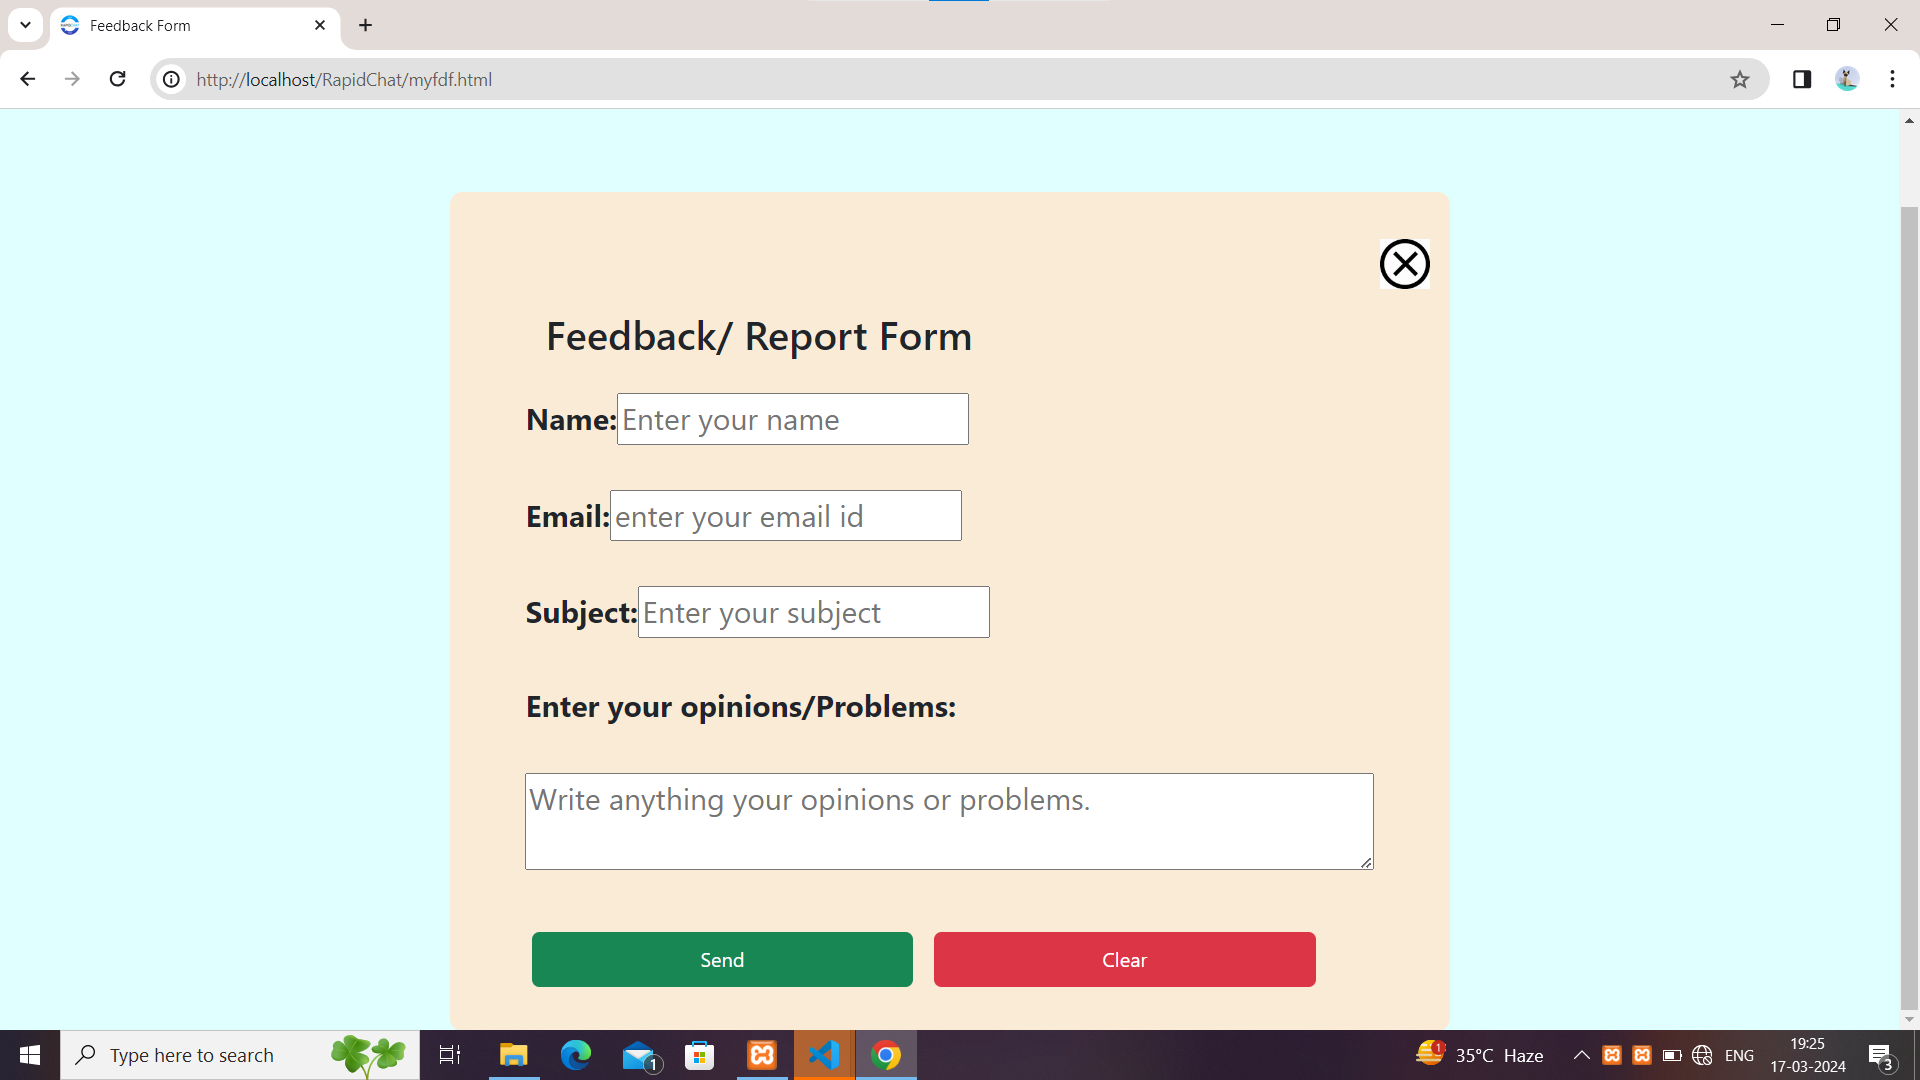 Feedback Form
http://localhost/RapidChat/myfdf.html
Feedback/ Report Form
Name: Enter your name
Email: enter your email id
Subject: Enter your subject
Enter your opinions/Problems:
Write anything your opinions or problems.
Send Clear
Type here to search 1 1 35°C Haze ENG 19:25
17-03-2024 3